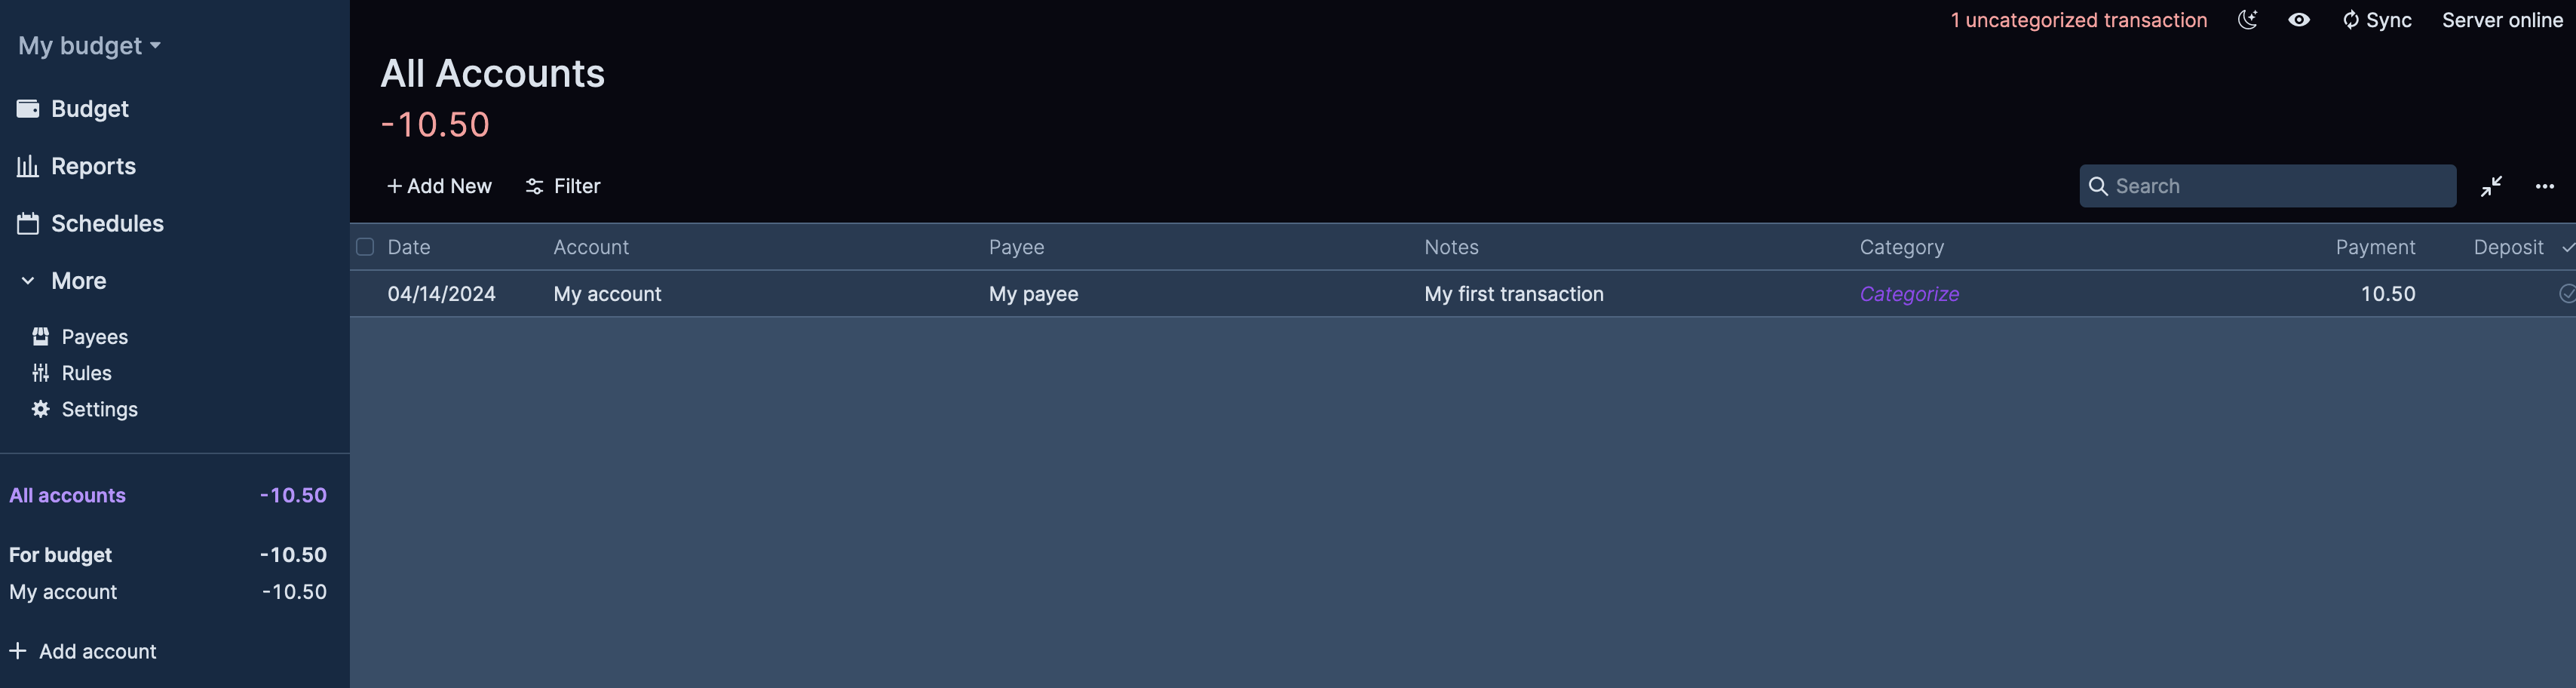 My budget
Budget
Reports
Schedules
More
Payees
Rules
Settings
All accounts -10.50
For budget -10.50
My account -10.50
Add account
1 uncategorized transaction Sync Server online
All Accounts
-10.50
+ Add New Filter Search
Date Account Payee Notes Category Payment Deposit
04/14/2024 My account My payee My first transaction Categorize 10.50